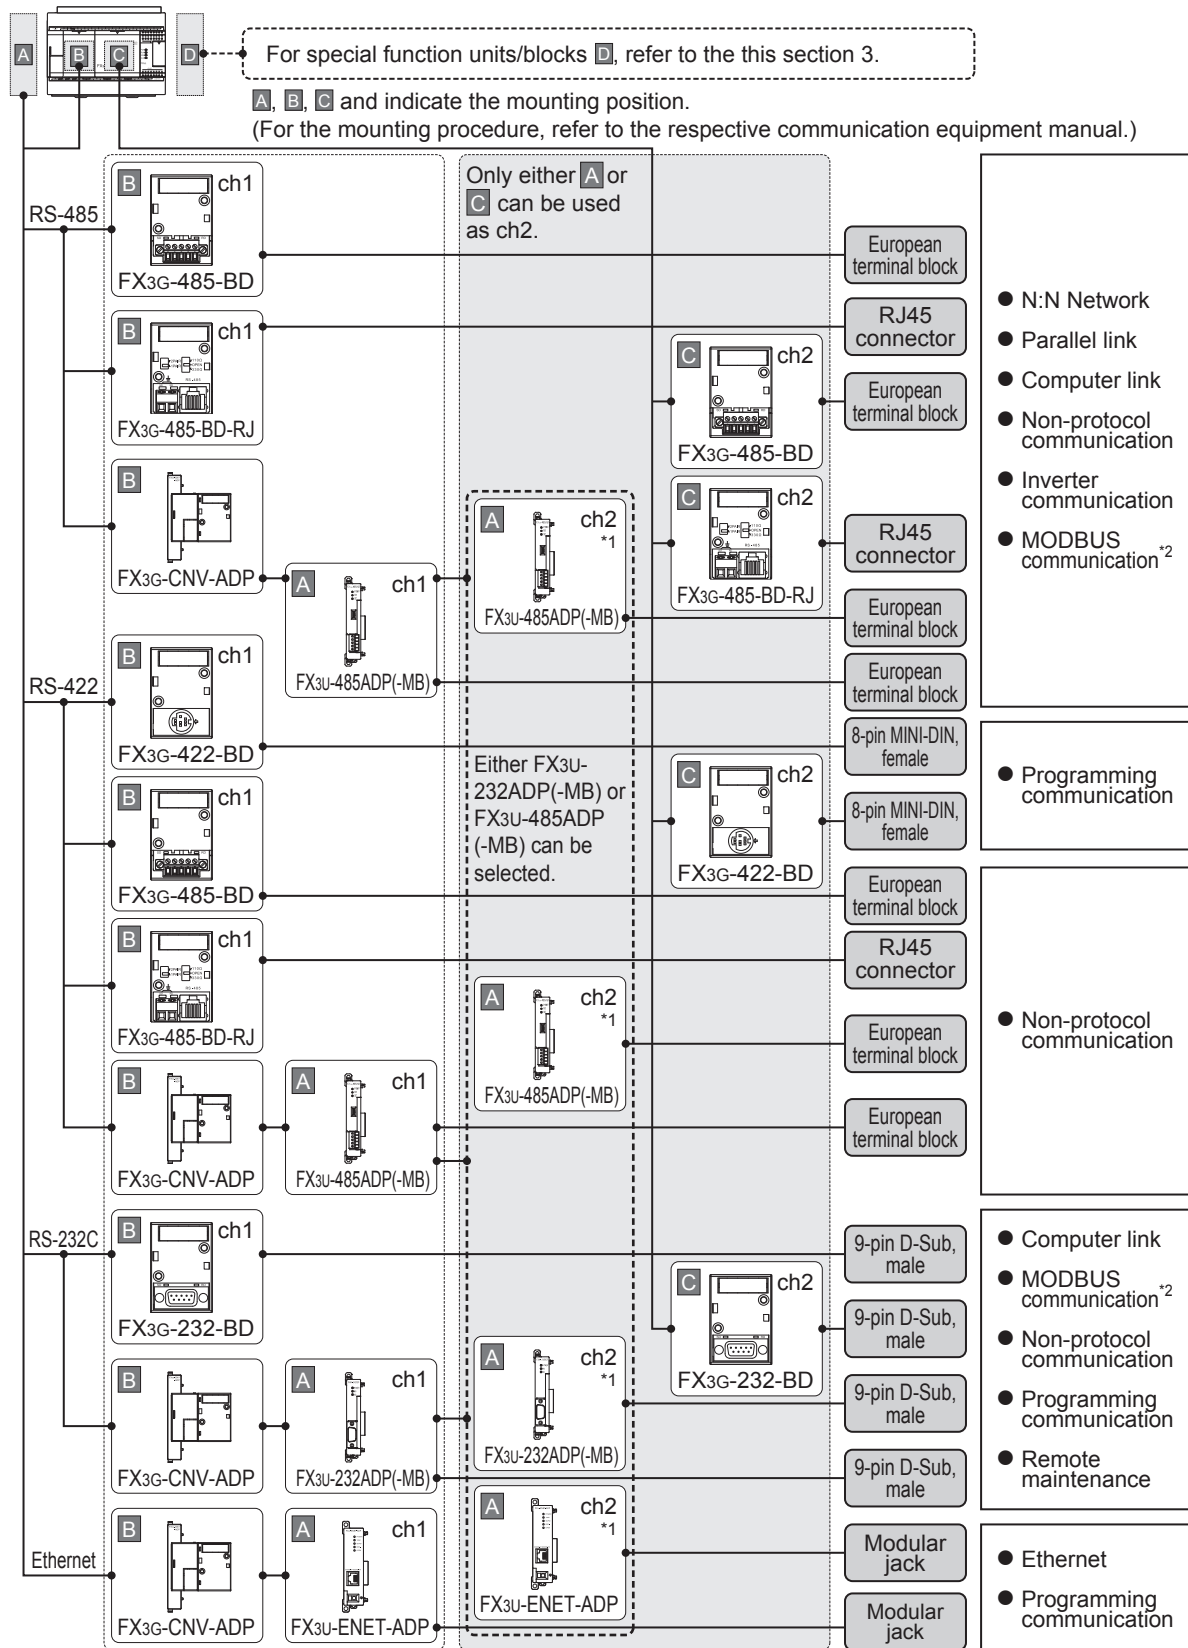 A
B
C
D
For special function units/blocks D, refer to the this section 3.
A, B, C and indicate the mounting position.
(For the mounting procedure, refer to the respective communication equipment manual.)
Only either A or
C can be used
as ch2.
RS-485
B ch1
FX3G-485-BD
European
terminal block
B ch1
FX3G-485-BD-RJ
RJ45
connector
C ch2
FX3G-485-BD
European
terminal block
B
FX3G-CNV-ADP
A ch1
FX3U-485ADP(-MB)
A ch2
*1
FX3U-485ADP(-MB)
C ch2
FX3G-485-BD-RJ
RJ45
connector
European
terminal block
European
terminal block
● N:N Network
● Parallel link
● Computer link
● Non-protocol
communication
● Inverter
communication
● MODBUS
communication*2
RS-422
B ch1
FX3G-422-BD
8-pin MINI-DIN,
female
Either FX3U-
232ADP(-MB) or
FX3U-485ADP
(-MB) can be
selected.
C ch2
FX3G-422-BD
8-pin MINI-DIN,
female
● Programming
communication
B ch1
FX3G-485-BD
European
terminal block
B ch1
FX3G-485-BD-RJ
RJ45
connector
A ch2
*1
FX3U-485ADP(-MB)
European
terminal block
B
FX3G-CNV-ADP
A ch1
FX3U-485ADP(-MB)
European
terminal block
● Non-protocol
communication
RS-232C
B ch1
FX3G-232-BD
9-pin D-Sub,
male
C ch2
FX3G-232-BD
9-pin D-Sub,
male
B
FX3G-CNV-ADP
A ch1
FX3U-232ADP(-MB)
A ch2
*1
FX3U-232ADP(-MB)
9-pin D-Sub,
male
9-pin D-Sub,
male
● Computer link
● MODBUS
communication*2
● Non-protocol
communication
● Programming
communication
● Remote
maintenance
Ethernet
B
FX3G-CNV-ADP
A ch1
FX3U-ENET-ADP
A ch2
*1
FX3U-ENET-ADP
Modular
jack
Modular
jack
● Ethernet
● Programming
communication